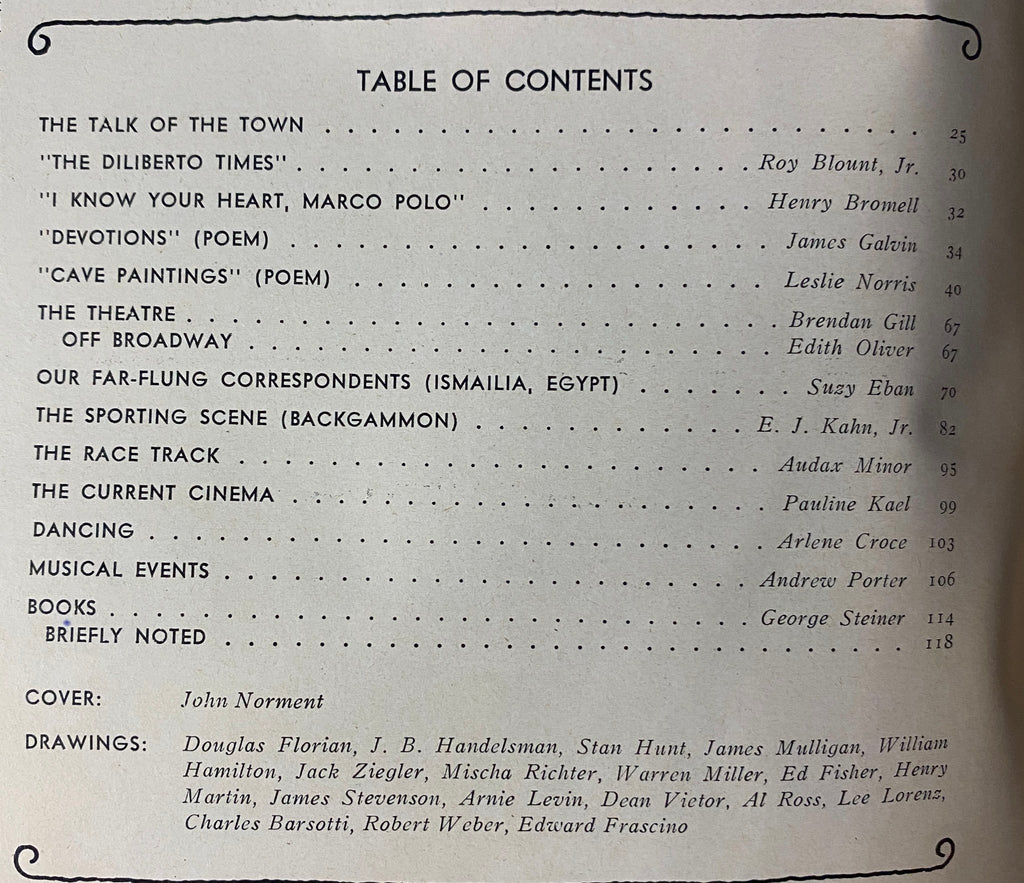 TABLE OF CONTENTS
THE TALK OF THE TOWN . . . . . . . . . . . . . . . . . . . . . . . . . . . . 25
"THE DILIBERTO TIMES" . . . . . . . . . . . . . . . . . . . . . Roy Blount, Jr. 30
"I KNOW YOUR HEART, MARCO POLO" . . . . . . . . . . . . Henry Bromell 32
"DEVOTIONS" (POEM) . . . . . . . . . . . . . . . . . . . . . . James Galvin 34
"CAVE PAINTINGS" (POEM) . . . . . . . . . . . . . . . . . . . Leslie Norris 40
THE THEATRE . . . . . . . . . . . . . . . . . . . . . . . . . . . Brendan Gill 67
OFF BROADWAY . . . . . . . . . . . . . . . . . . . . . . . . Edith Oliver 67
OUR FAR-FLUNG CORRESPONDENTS (ISMAILIA, EGYPT) . . . . . . . Suzy Eban 70
THE SPORTING SCENE (BACKGAMMON) . . . . . . . . . . . . E. J. Kahn, Jr. 82
THE RACE TRACK . . . . . . . . . . . . . . . . . . . . . . . . Audax Minor 95
THE CURRENT CINEMA . . . . . . . . . . . . . . . . . . . . . Pauline Kael 99
DANCING . . . . . . . . . . . . . . . . . . . . . . . . . . . . Arlene Croce 103
MUSICAL EVENTS . . . . . . . . . . . . . . . . . . . . . . . . Andrew Porter 106
BOOKS . . . . . . . . . . . . . . . . . . . . . . . . . . . . . George Steiner 114
BRIEFLY NOTED . . . . . . . . . . . . . . . . . . . . . . . . . . . . . . 118
COVER: John Norment
DRAWINGS: Douglas Florian, J. B. Handelsman, Stan Hunt, James Mulligan, William
Hamilton, Jack Ziegler, Mischa Richter, Warren Miller, Ed Fisher, Henry
Martin, James Stevenson, Arnie Levin, Dean Vietor, Al Ross, Lee Lorenz,
Charles Barsotti, Robert Weber, Edward Frascino